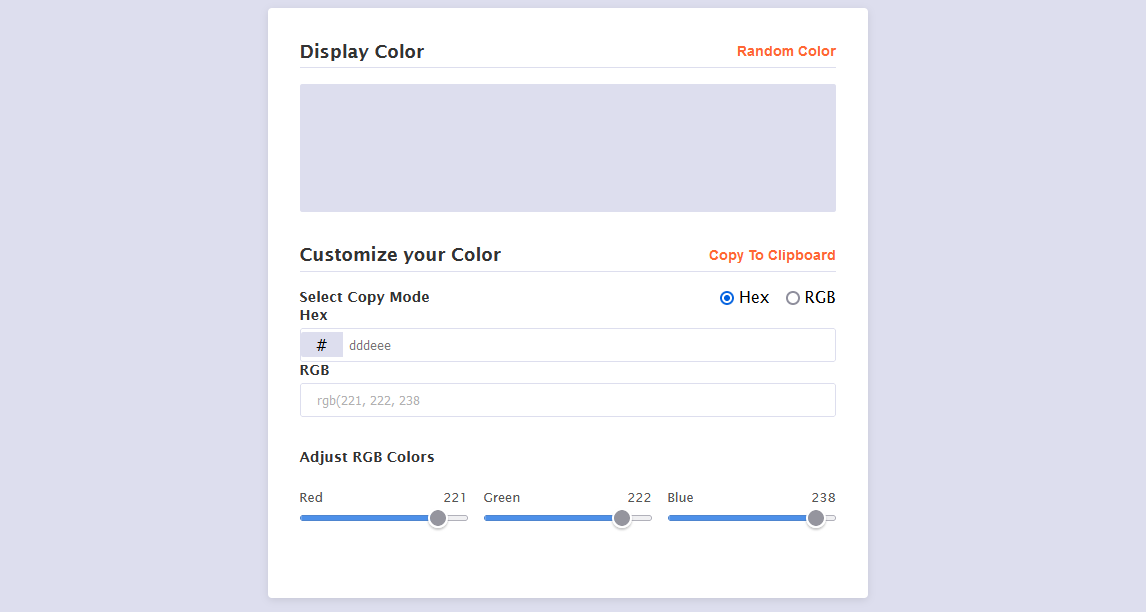 Display Color Random Color
Customize your Color Copy To Clipboard
Select Copy Mode Hex RGB
Hex
# dddeee
RGB
rgb(221, 222, 238
Adjust RGB Colors
Red 221 Green 222 Blue 238